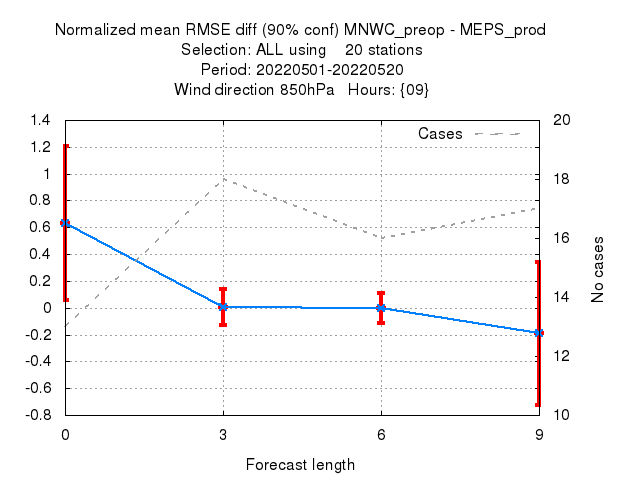 Normalized mean RMSE diff (90% conf) MNWC_preop - MEPS_prod
Selection: ALL using 20 stations
Period: 20220501-20220520
Wind direction 850hPa Hours: {09}
Cases
1.4
1.2
1
0.8
0.6
0.4
0.2
0
-0.2
-0.4
-0.6
-0.8
20
18
16
14
12
10
No cases
0 3 6 9
Forecast length